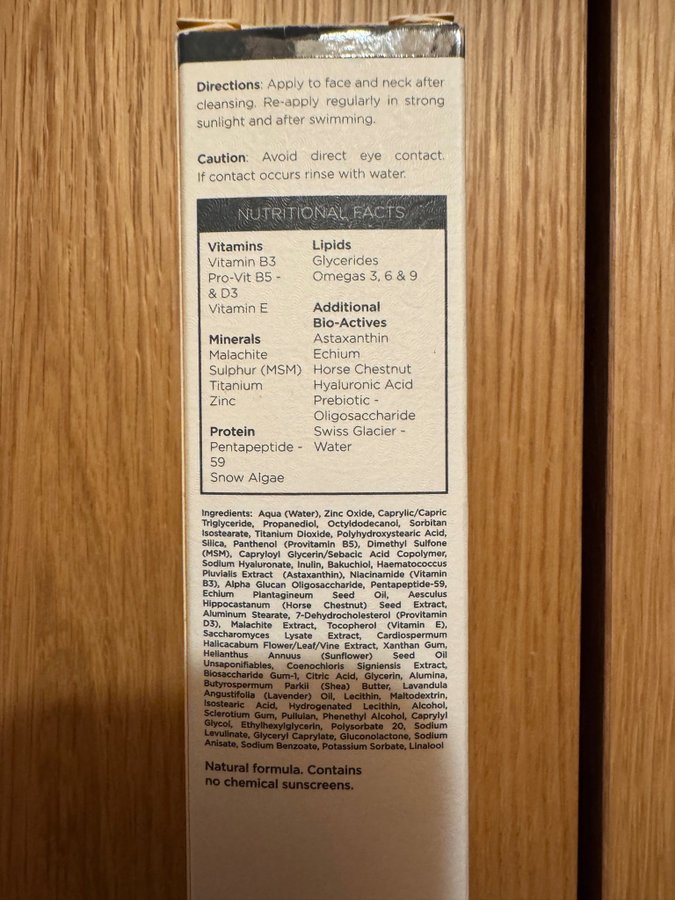 Directions: Apply to face and neck after
cleansing. Re-apply regularly in strong
sunlight and after swimming.
Caution: Avoid direct eye contact.
If contact occurs rinse with water.
NUTRITIONAL FACTS
Vitamins
Vitamin B3
Pro-Vit B5 -
& D3
Vitamin E
Minerals
Malachite
Sulphur (MSM)
Titanium
Zinc
Protein
Pentapeptide -
59
Snow Algae
Lipids
Glycerides
Omegas 3, 6 & 9
Additional
Bio-Actives
Astaxanthin
Echium
Horse Chestnut
Hyaluronic Acid
Prebiotic -
Oligosaccharide
Swiss Glacier -
Water
Ingredients: Aqua (Water), Zinc Oxide, Caprylic/Capric
Triglyceride, Propanediol, Octyldodecanol, Sorbitan
Isostearate, Titanium Dioxide, Polyhydroxystearic Acid,
Silica, Panthenol (Provitamin B5), Dimethyl Sulfone
(MSM), Capryloyl Glycerin/Sebacic Acid Copolymer,
Sodium Hyaluronate, Inulin, Bakuchiol, Haematococcus
Pluvialis Extract (Astaxanthin), Niacinamide (Vitamin
B3), Alpha Glucan Oligosaccharide, Pentapeptide-59,
Echium Plantagineum Seed Oil, Aesculus
Hippocastanum (Horse Chestnut) Seed Extract,
Aluminum Stearate, 7-Dehydrocholesterol (Provitamin
D3), Malachite Extract, Tocopherol (Vitamin E),
Saccharomyces Lysate Extract, Cardiospermum
Halicacabum Flower/Leaf/Vine Extract, Xanthan Gum,
Helianthus Annuus (Sunflower) Seed Oil
Unsaponifiables, Coenochloris Signiensis Extract,
Biosaccharide Gum-1, Citric Acid, Glycerin, Alumina,
Butyrospermum Parkii (Shea) Butter, Lavandula
Angustifolia (Lavender) Oil, Lecithin, Maltodextrin,
Isostearic Acid, Hydrogenated Lecithin, Alcohol,
Sclerotium Gum, Pullulan, Phenethyl Alcohol, Caprylyl
Glycol, Ethylhexylglycerin, Polysorbate 20, Sodium
Levulinate, Glyceryl Caprylate, Gluconolactone, Sodium
Anisate, Sodium Benzoate, Potassium Sorbate, Linalool
Natural formula. Contains
no chemical sunscreens.